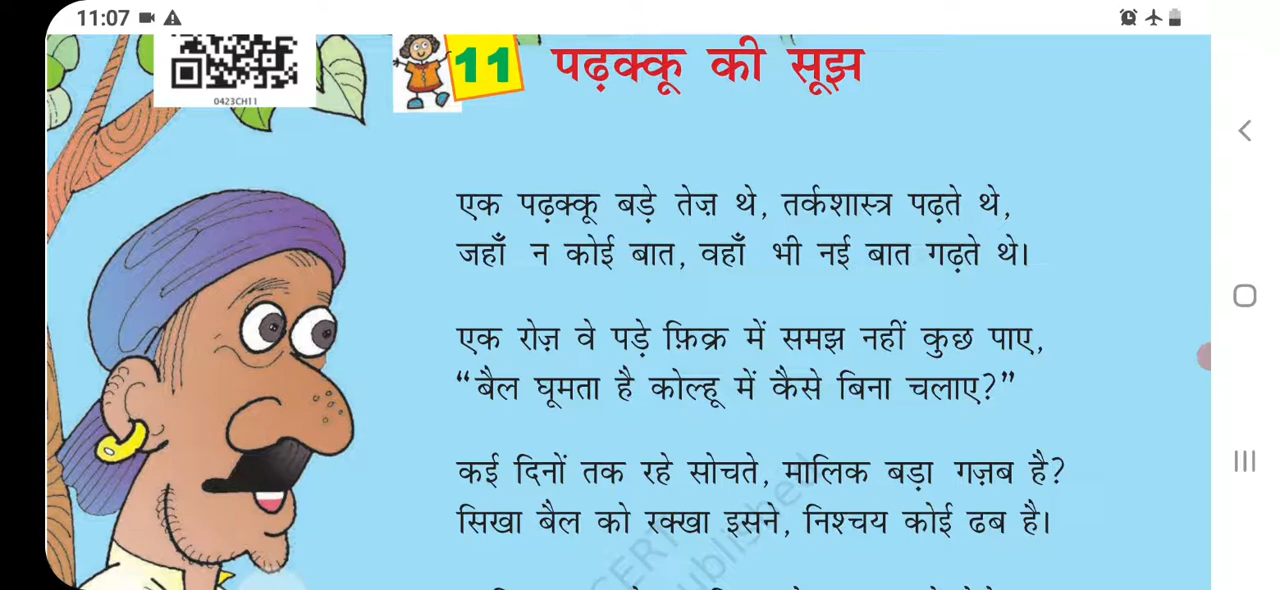 11:07
0423CH11
11 पढ़क्कू की सूझ
एक पढ़क्कू बड़े तेज़ थे, तर्कशास्त्र पढ़ते थे,
जहाँ न कोई बात, वहाँ भी नई बात गढ़ते थे।
एक रोज़ वे पड़े फ़िक्र में समझ नहीं कुछ पाए,
“बैल घूमता है कोल्हू में कैसे बिना चलाए?”
कई दिनों तक रहे सोचते, मालिक बड़ा गज़ब है?
सिखा बैल को रक्खा इसने, निश्चय कोई ढब है।